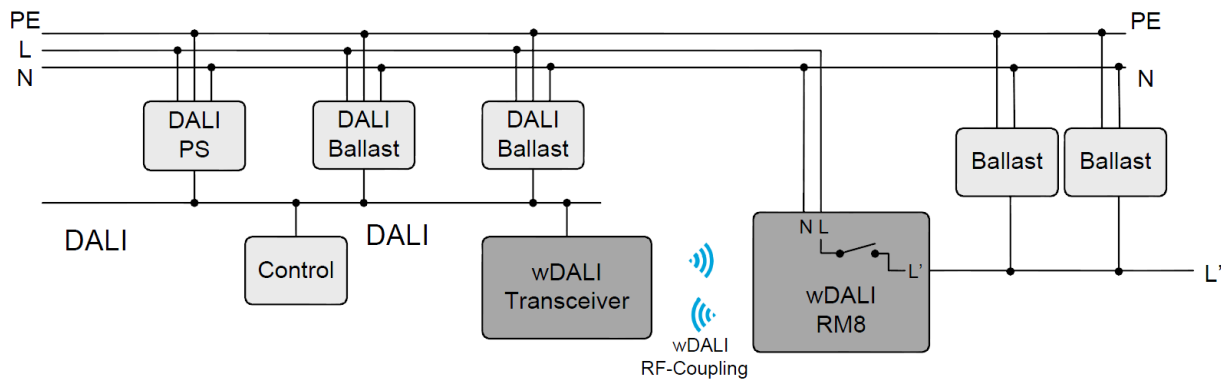 PE
PE
L
N
N
DALI
PS
DALI
Ballast
DALI
Ballast
Ballast
Ballast
DALI
DALI
Control
wDALI
Transceiver
wDALI
RF-Coupling
N L
L'
wDALI
RM8
L'